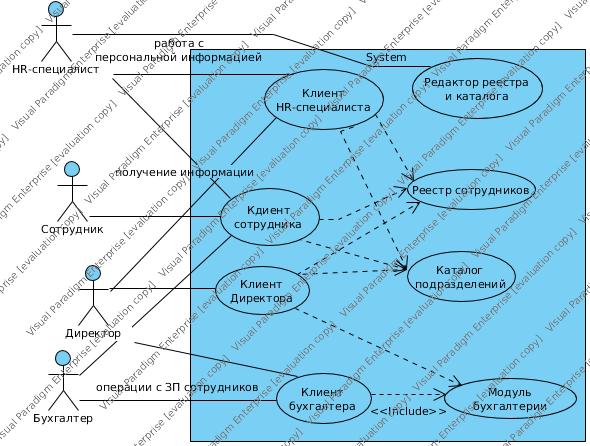 работа с
персональной информацией
System
HR-специалист
Клиент
HR-специалиста
Редактор реестра
и каталога
получение информации
Реестр сотрудников
Сотрудник
Кдиент
сотрудника
Каталог
подразделений
Клиент
Директора
Директор
операции с ЗП сотрудников
Клиент
бухгалтера
Модуль
бухгалтерии
<<Include>>
Бухгалтер
Visual Paradigm Enterprise [evaluation copy]